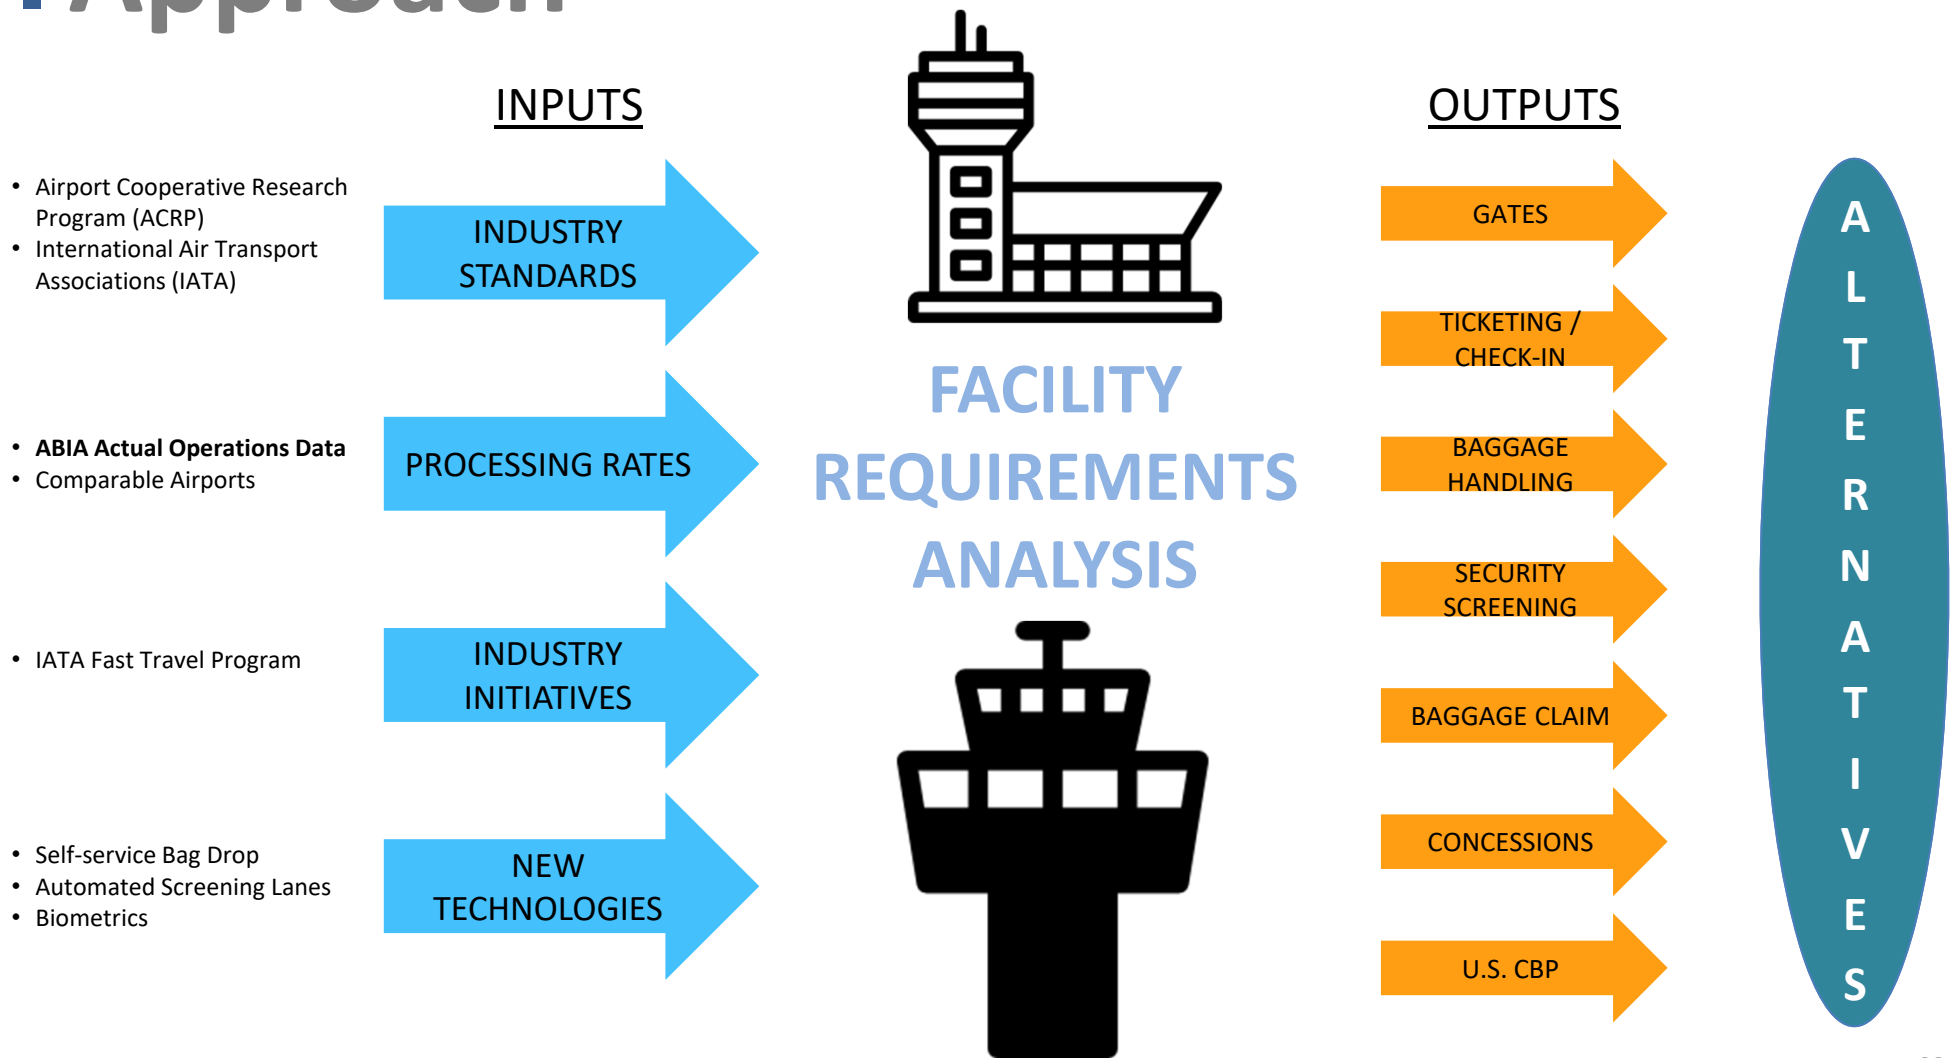 Approach
INPUTS
• Airport Cooperative Research
Program (ACRP)
• International Air Transport
Associations (IATA)
INDUSTRY
STANDARDS
• ABIA Actual Operations Data
• Comparable Airports
PROCESSING RATES
• IATA Fast Travel Program
INDUSTRY
INITIATIVES
• Self-service Bag Drop
• Automated Screening Lanes
• Biometrics
NEW
TECHNOLOGIES
FACILITY
REQUIREMENTS
ANALYSIS
OUTPUTS
GATES
TICKETING /
CHECK-IN
BAGGAGE
HANDLING
SECURITY
SCREENING
BAGGAGE CLAIM
CONCESSIONS
U.S. CBP
A
L
T
E
R
N
A
T
I
V
E
S